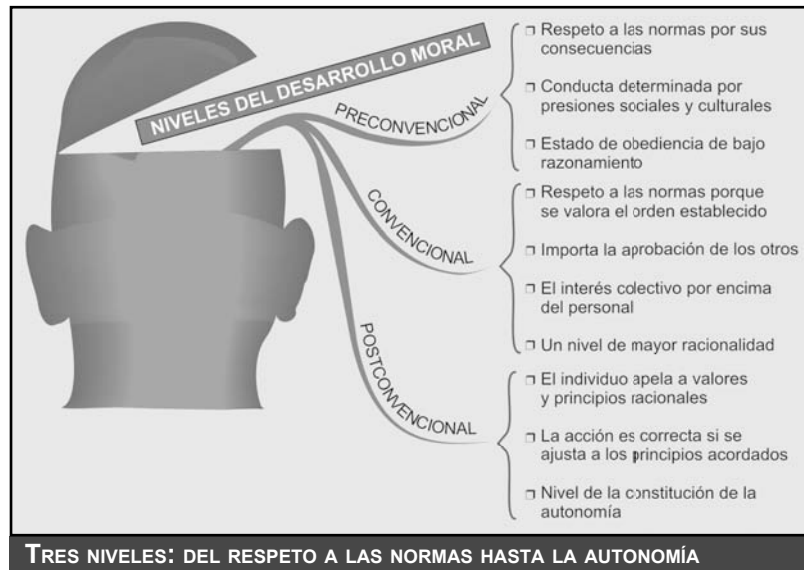 NIVELES DEL DESARROLLO MORAL
PRECONVENCIONAL
❒ Respeto a las normas por sus
consecuencias
❒ Conducta determinada por
presiones sociales y culturales
❒ Estado de obediencia de bajo
razonamiento
CONVENCIONAL
❒ Respeto a las normas porque
se valora el orden establecido
❒ Importa la aprobación de los otros
❒ El interés colectivo por encima
del personal
❒ Un nivel de mayor racionalidad
POSTCONVENCIONAL
❒ El individuo apela a valores
y principios racionales
❒ La acción es correcta si se
ajusta a los principios acordados
❒ Nivel de la constitución de la
autonomía
TRES NIVELES: DEL RESPETO A LAS NORMAS HASTA LA AUTONOMÍA